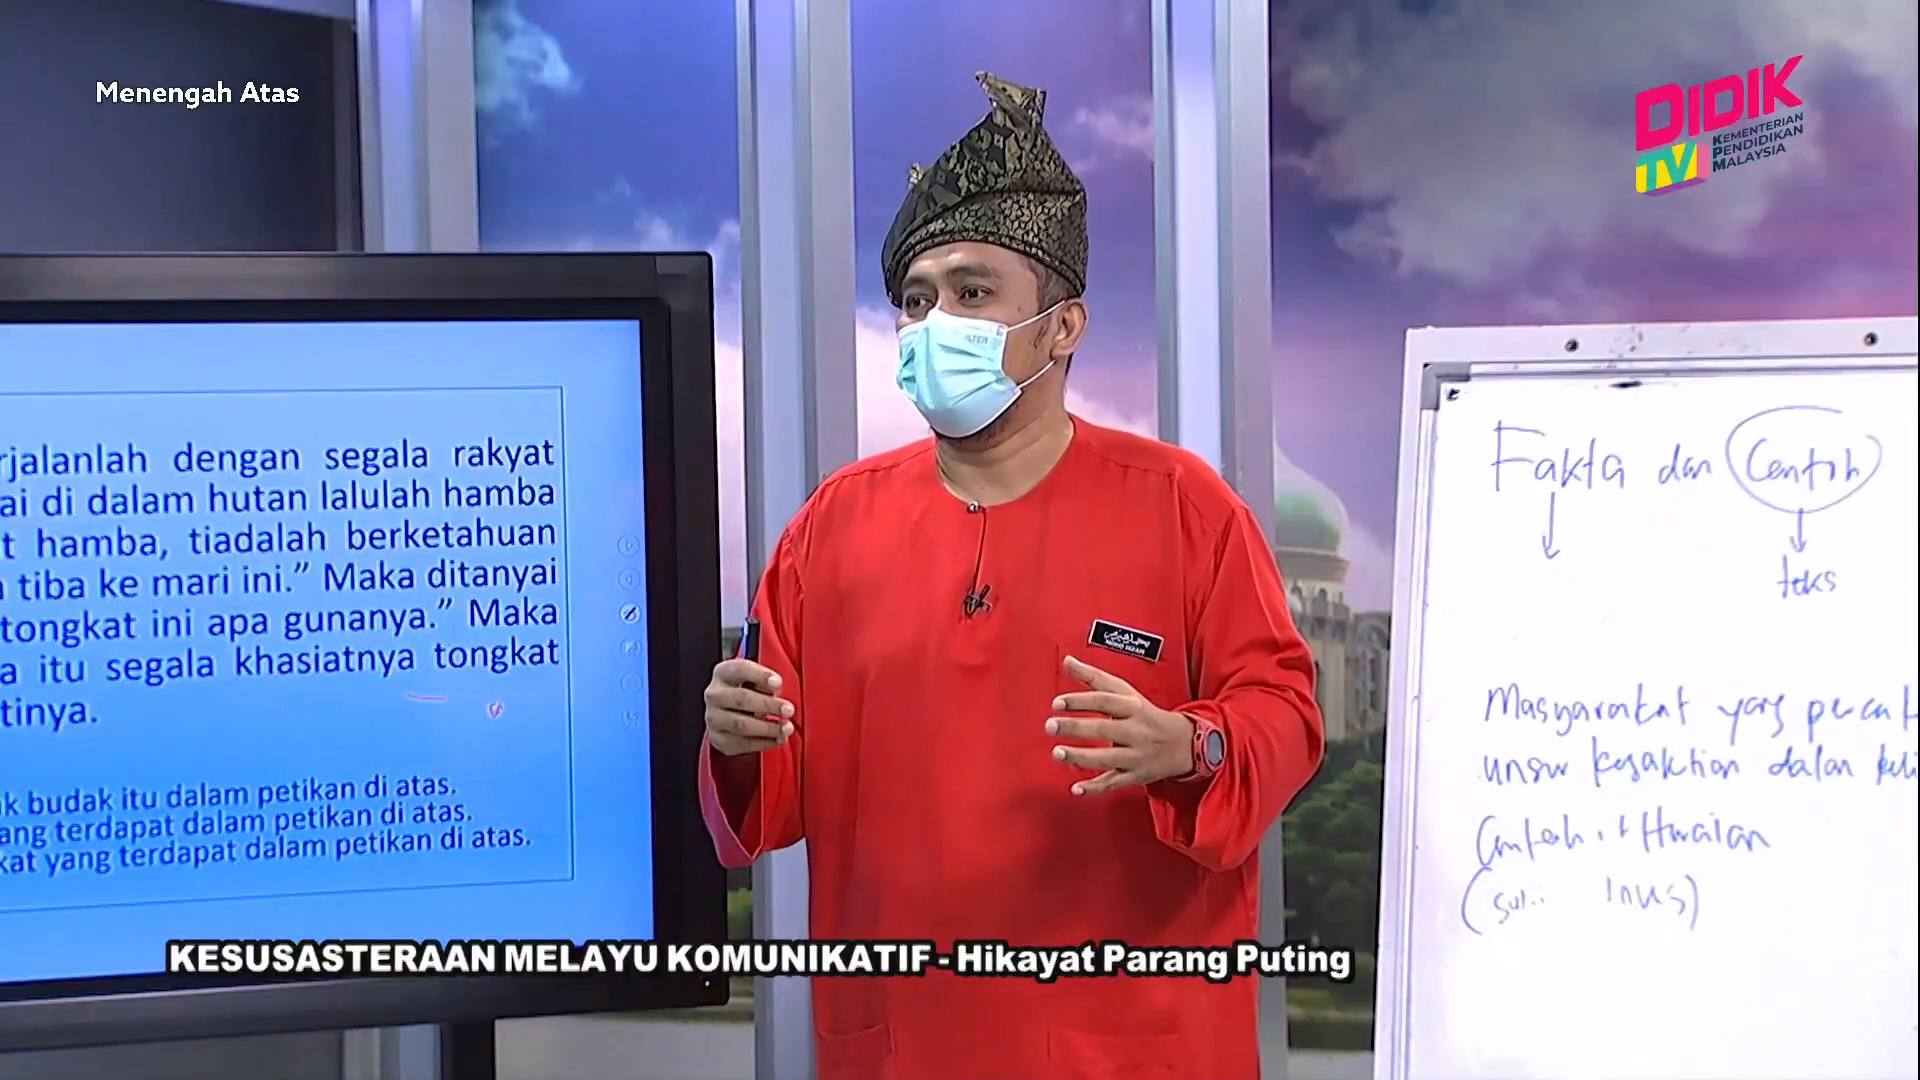 Menengah Atas
DIDIK
TV
KEMENTERIAN
PENDIDIKAN
MALAYSIA
rjalanlah dengan segala rakyat
ai di dalam hutan lalulah hamba
t hamba, tiadalah berketahuan
tiba ke mari ini.” Maka ditanyai
tongkat ini apa gunanya.” Maka
a itu segala khasiatnya tongkat
tinya.
ak budak itu dalam petikan di atas.
ang terdapat dalam petikan di atas.
kat yang terdapat dalam petikan di atas.
Fakta dan Contoh
teks
Masyarakat yang perca
unsur kesaktian dalam
Contoh + Huraian
KESUSASTERAAN MELAYU KOMUNIKATIF - Hikayat Parang Puting